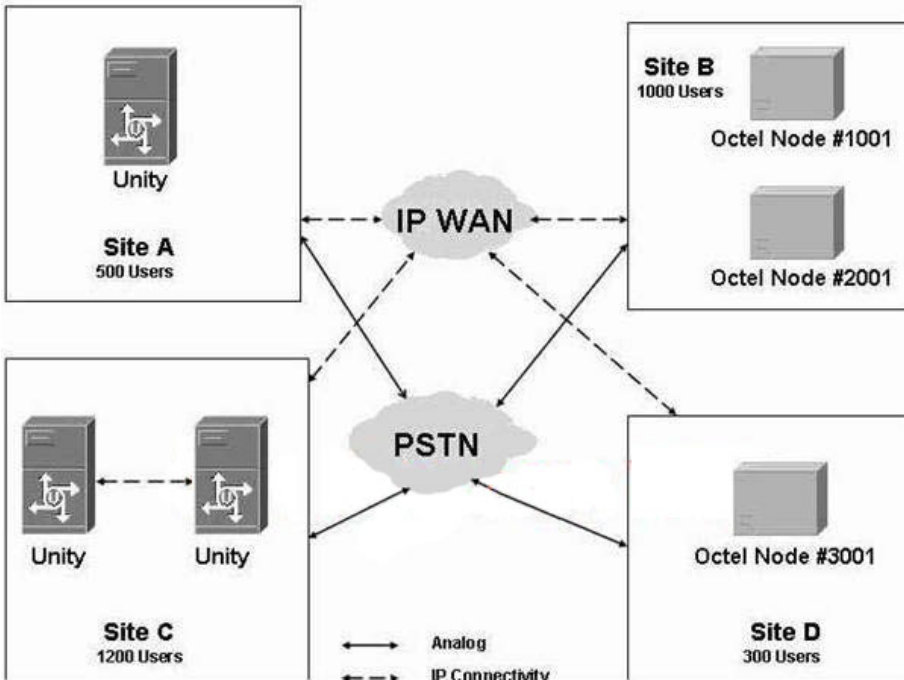 Unity
Site A
500 Users
Site B
1000 Users
Octel Node #1001
Octel Node #2001
IP WAN
PSTN
Unity
Unity
Site C
1200 Users
Octel Node #3001
Site D
300 Users
Analog
IP Connectivity